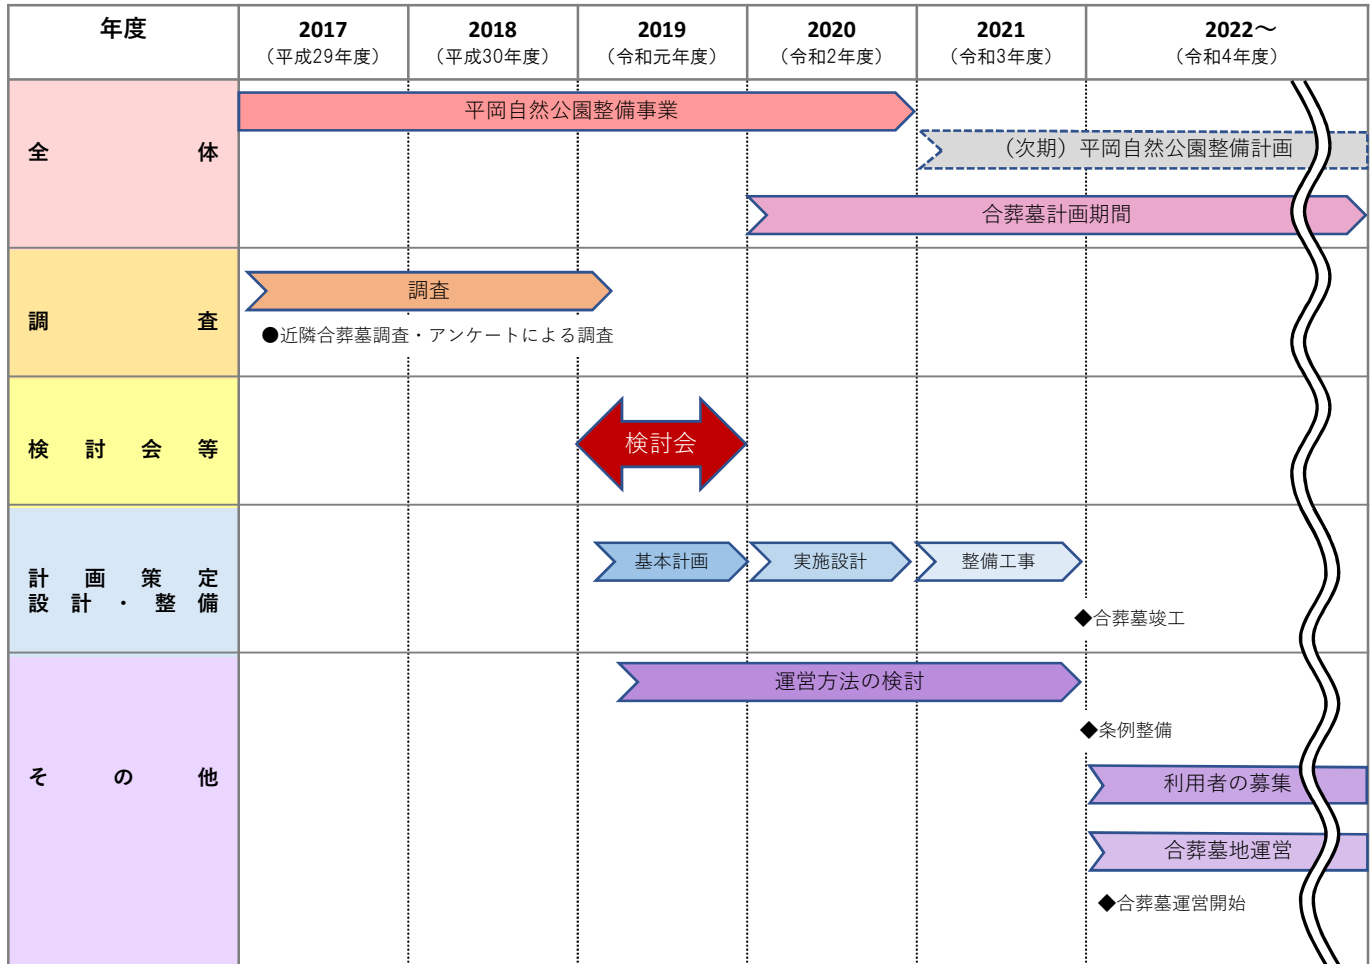 年度
2017
（平成29年度）
2018
（平成30年度）
2019
（令和元年度）
2020
（令和2年度）
2021
（令和3年度）
2022～
（令和4年度）
全体
平岡自然公園整備事業
（次期）平岡自然公園整備計画
合葬墓計画期間
調査
調査
●近隣合葬墓調査・アンケートによる調査
検討会等
検討会
計画策定
設計・整備
基本計画
実施設計
整備工事
◆合葬墓竣工
その他
運営方法の検討
◆条例整備
利用者の募集
合葬墓地運営
◆合葬墓運営開始